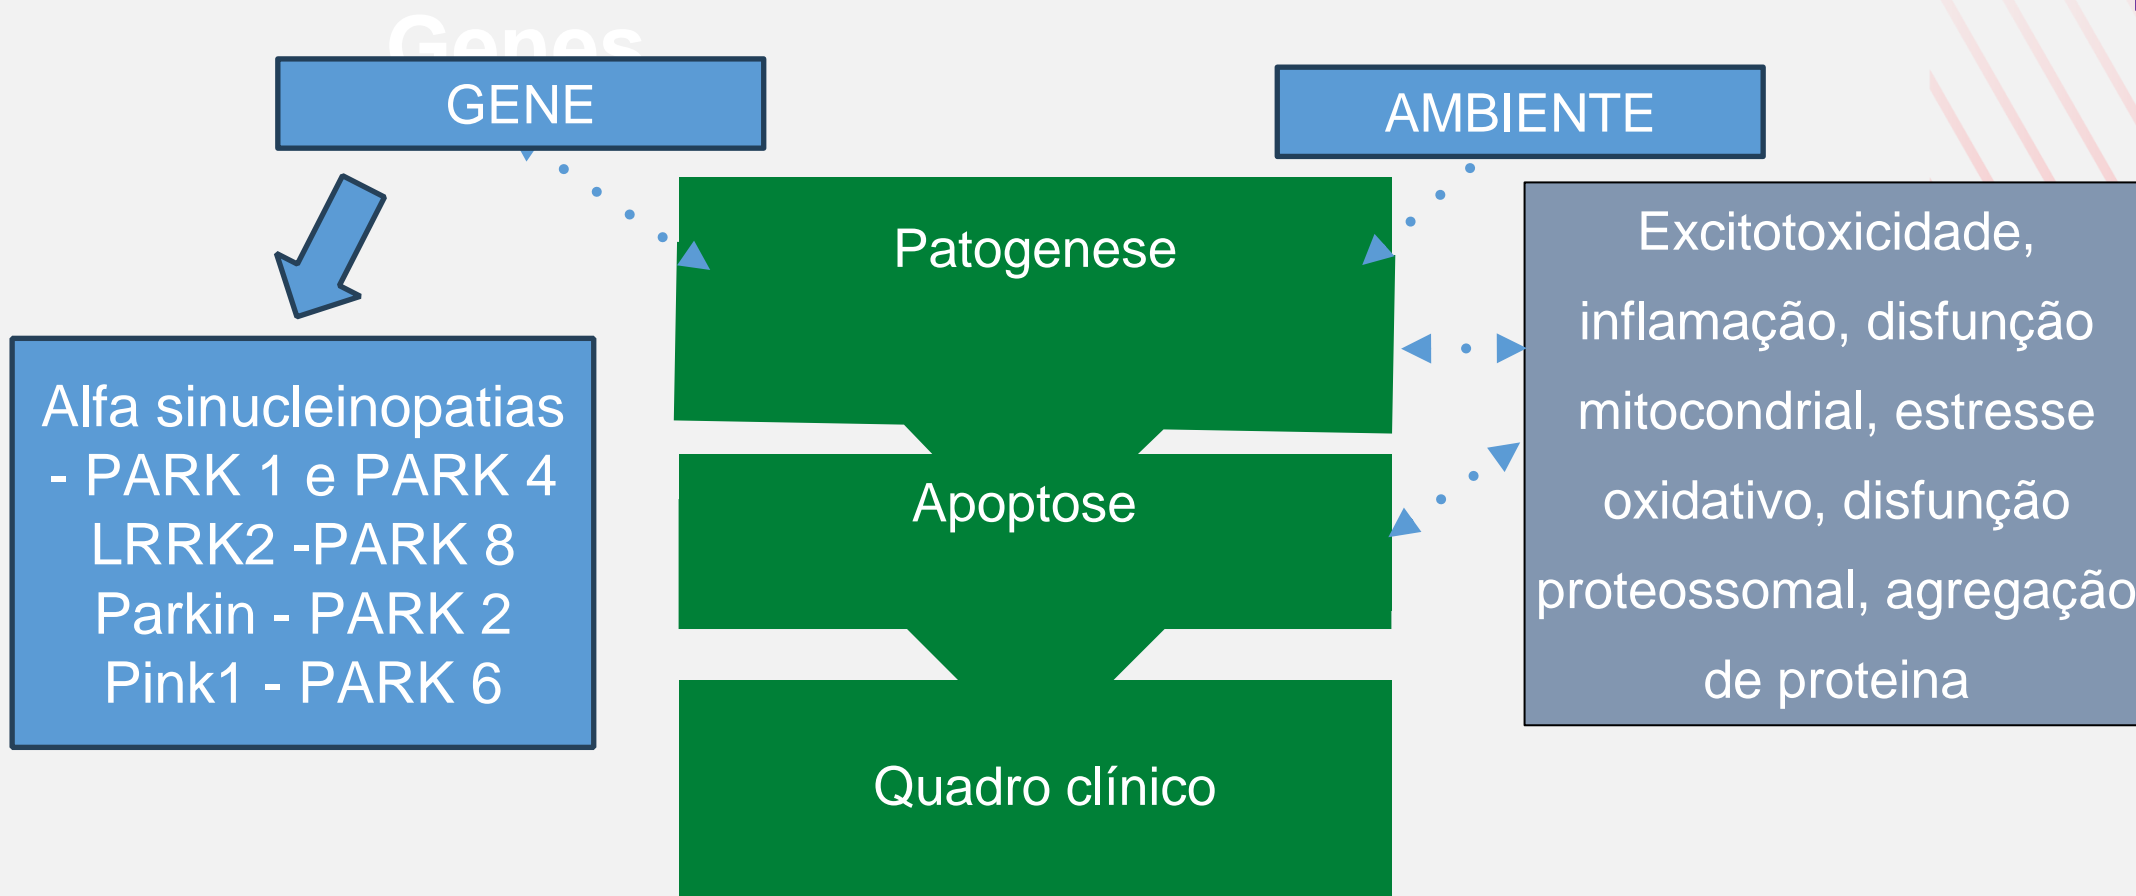 Genes
GENE
AMBIENTE
Patogenese
Excitotoxicidade,
inflamação, disfunção
mitocondrial, estresse
oxidativo, disfunção
proteossomal, agregação
de proteina
Alfa sinucleinopatias
- PARK 1 e PARK 4
LRRK2 -PARK 8
Parkin - PARK 2
Pink1 - PARK 6
Apoptose
Quadro clínico